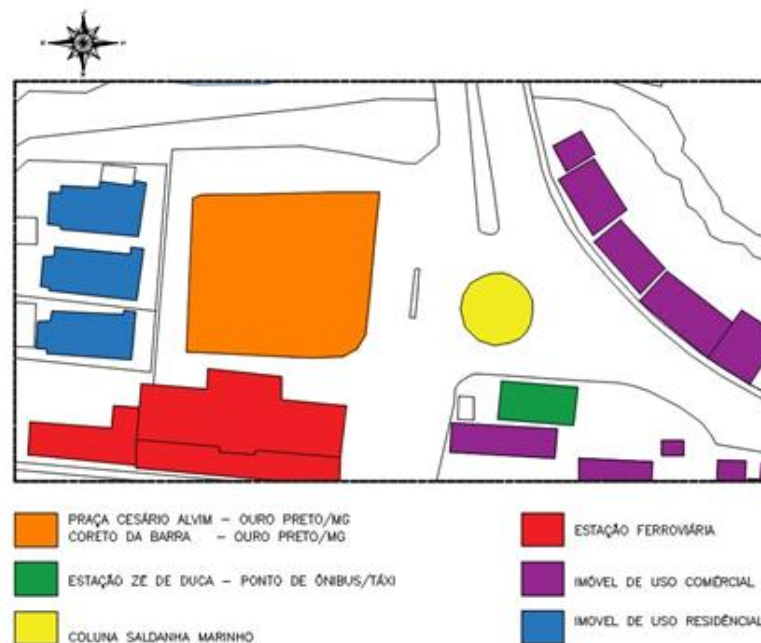 PRAÇA CESÁRIO ALVIM – OURO PRETO/MG
CORETO DA BARRA – OURO PRETO/MG
ESTAÇÃO ZÉ DE DUCA – PONTO DE ÔNIBUS/TÁXI
COLUNA SALDANHA MARINHO
ESTAÇÃO FERROVIÁRIA
IMÓVEL DE USO COMERCIAL
IMOVEL DE USO RESIDÊNCIAL